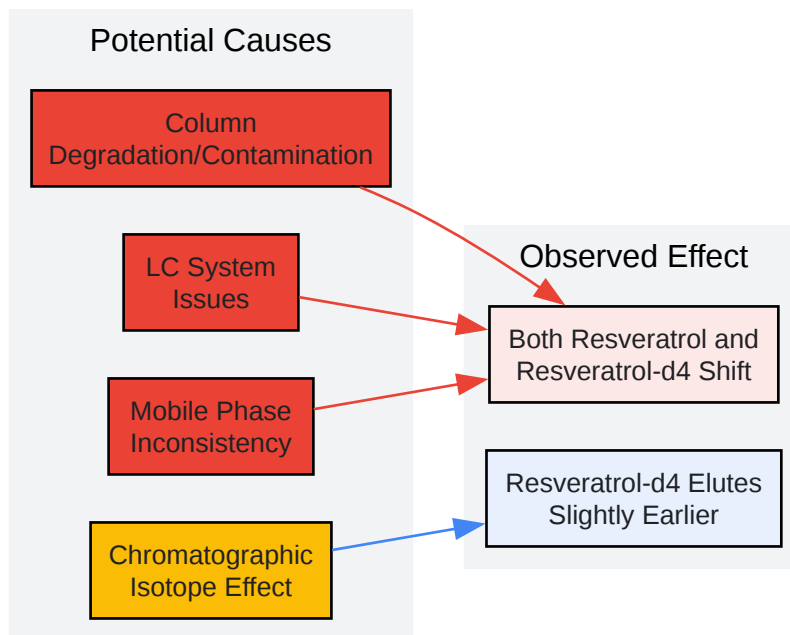 Potential Causes
Column
Degradation/Contamination
LC System
Issues
Mobile Phase
Inconsistency
Chromatographic
Isotope Effect
Observed Effect
Both Resveratrol and
Resveratrol-d4 Shift
Resveratrol-d4 Elutes
Slightly Earlier